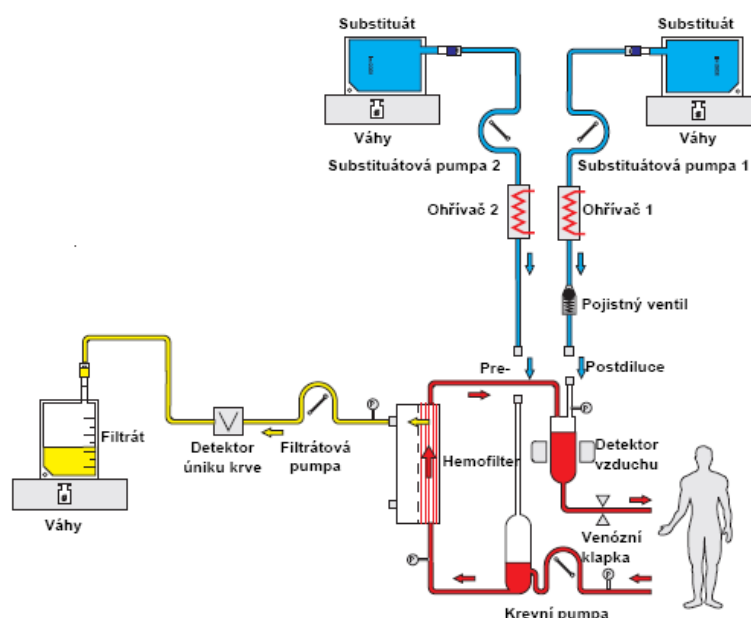 Substituát
Substituát
Váhy
Váhy
Substituátová pumpa 2
Substituátová pumpa 1
Ohřívač 2
Ohřívač 1
Pojistný ventil
Pre-
Postdiluce
Filtrát
Detektor
úniku krve
Filtrátová
pumpa
Hemofilter
Detektor
vzduchu
Váhy
Venózní
klapka
Krevní pumpa
P
P
P
P